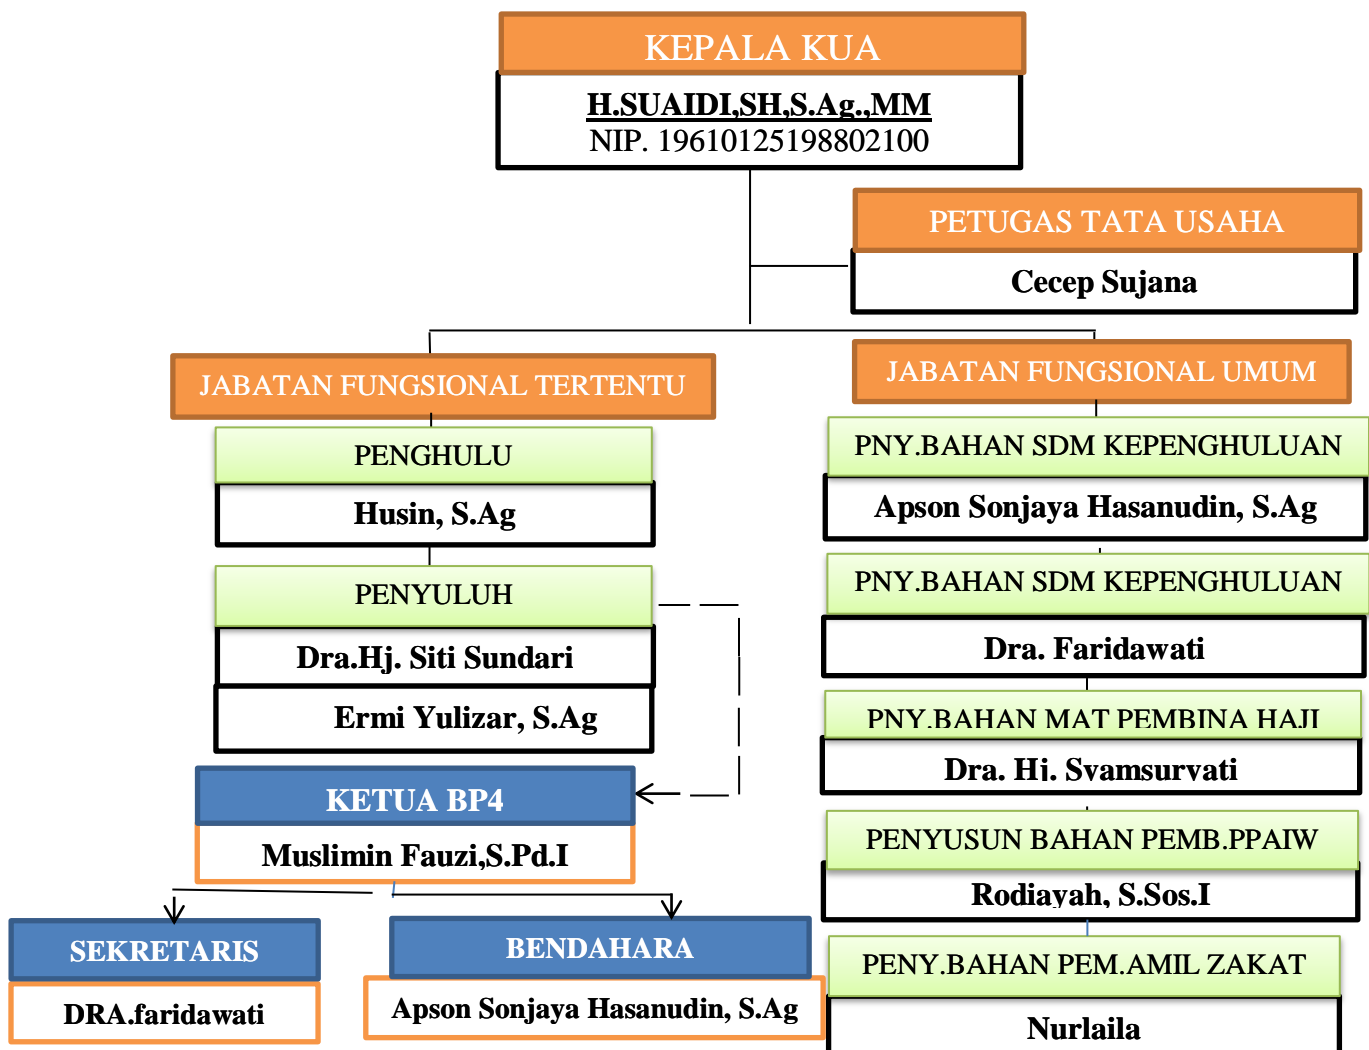 KEPALA KUA
H.SUAIDI,SH,S.Ag.,MM
NIP. 19610125198802100
PETUGAS TATA USAHA
Cecep Sujana
JABATAN FUNGSIONAL TERTENTU
PENGHULU
Husin, S.Ag
PENYULUH
Dra.Hj. Siti Sundari
Ermi Yulizar, S.Ag
KETUA BP4
Muslimin Fauzi,S.Pd.I
SEKRETARIS
DRA.faridawati
BENDAHARA
Apson Sonjaya Hasanudin, S.Ag
JABATAN FUNGSIONAL UMUM
PNY.BAHAN SDM KEPENGHULUAN
Apson Sonjaya Hasanudin, S.Ag
PNY.BAHAN SDM KEPENGHULUAN
Dra. Faridawati
PNY.BAHAN MAT PEMBINA HAJI
Dra. Hj. Syamsuryati
PENYUSUN BAHAN PEMB.PPAIW
Rodiayah, S.Sos.I
PENY.BAHAN PEM.AMIL ZAKAT
Nurlaila